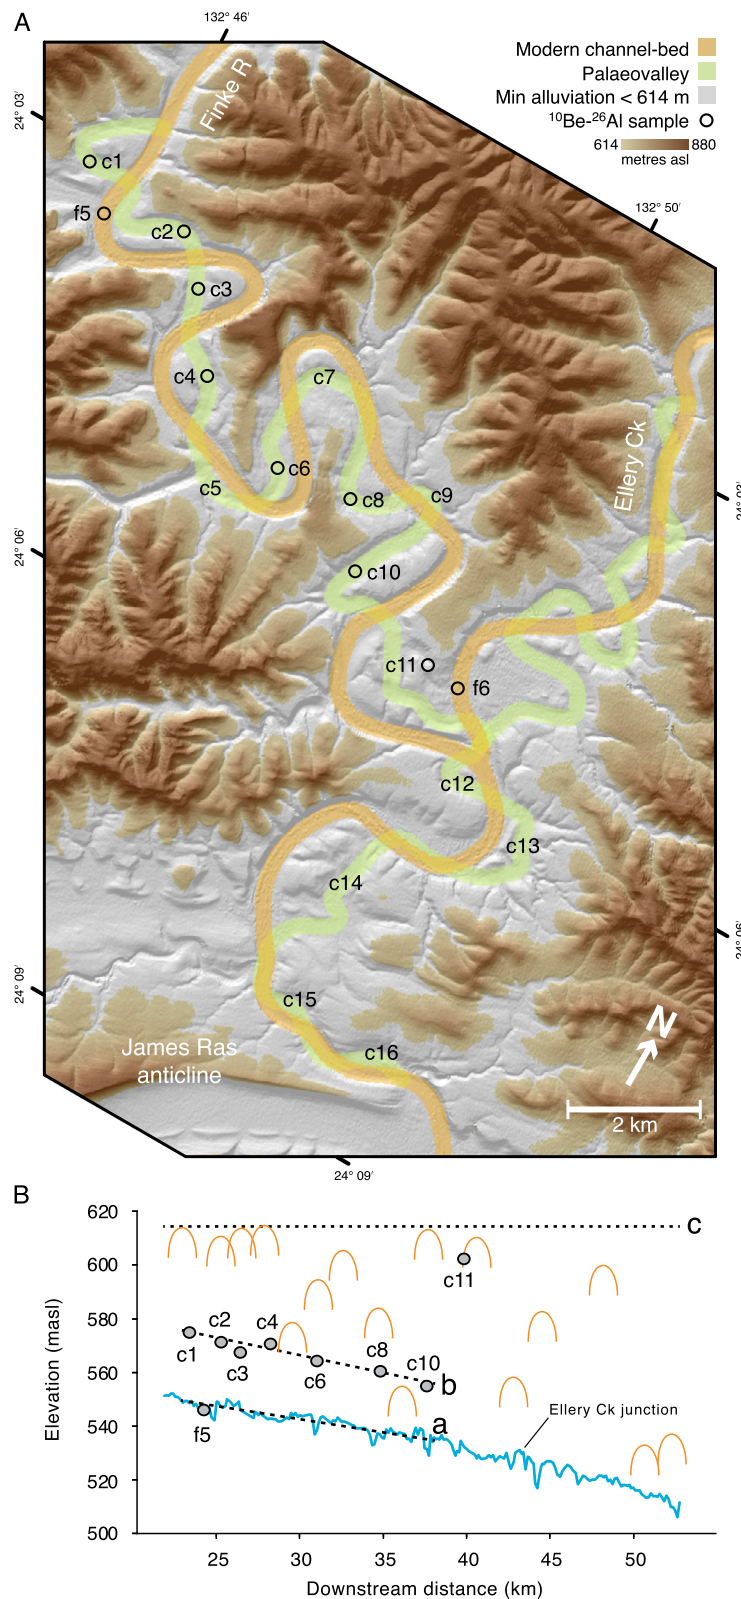 A
132° 46′
Modern channel-bed
Palaeovalley
Min alluviation < 614 m
¹⁰Be-²⁶Al sample
614 880
metres asl
Finke R
24° 03′
c1
f5
c2
132° 50′
c3
c4
c7
Ellery Ck
c6
c5
c8
c9
24° 03′
24° 06′
c10
c11
f6
c12
c13
c14
24° 06′
24° 09′
c15
N
James Ras
anticline
c16
2 km
24° 09′
B
620
c
600
c11
580
c2
c4
c1
c3
c8
c10
560
c6
b
540
f5
a
Ellery Ck junction
520
500
Elevation (masl)
25 30 35 40 45 50
Downstream distance (km)